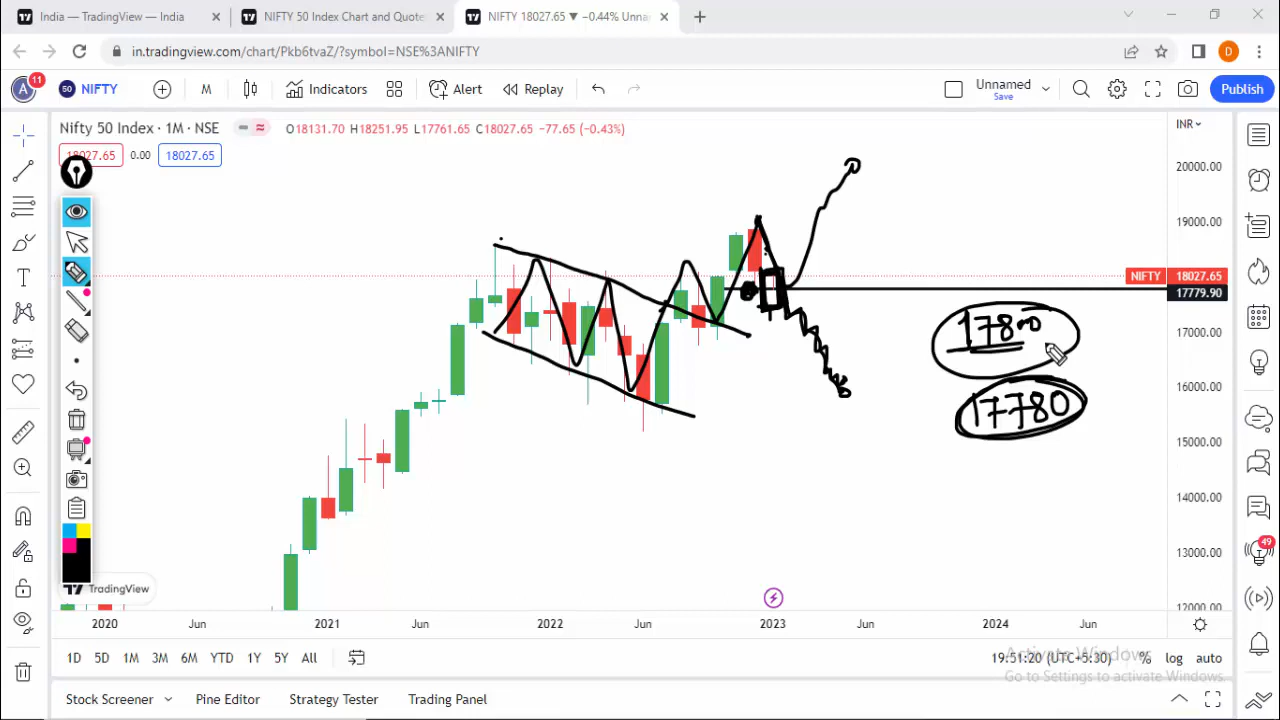 India — TradingView — India
NIFTY 50 Index Chart and Quote
NIFTY 18027.65 ▼ −0.44% Unna
in.tradingview.com/chart/Pkb6tvaZ/?symbol=NSE%3ANIFTY
D
A
11
50
NIFTY
M
Indicators
Alert
Replay
Unnamed
Save
Publish
Nifty 50 Index · 1M · NSE
O18131.70 H18251.95 L17761.65 C18027.65 −77.65 (−0.43%)
18027.65
0.00
18027.65
INR
20000.00
19000.00
NIFTY 18027.65
17779.90
17000.00
16000.00
15000.00
14000.00
13000.00
12000.00
17800
17780
49
TradingView
2020
Jun
2021
Jun
2022
Jun
2023
Jun
2024
Jun
1D 5D 1M 3M 6M YTD 1Y 5Y All
19:51:20 (UTC+5:30)
% log auto
Activate Windows
Go to Settings to activate Windows.
Stock Screener
Pine Editor
Strategy Tester
Trading Panel